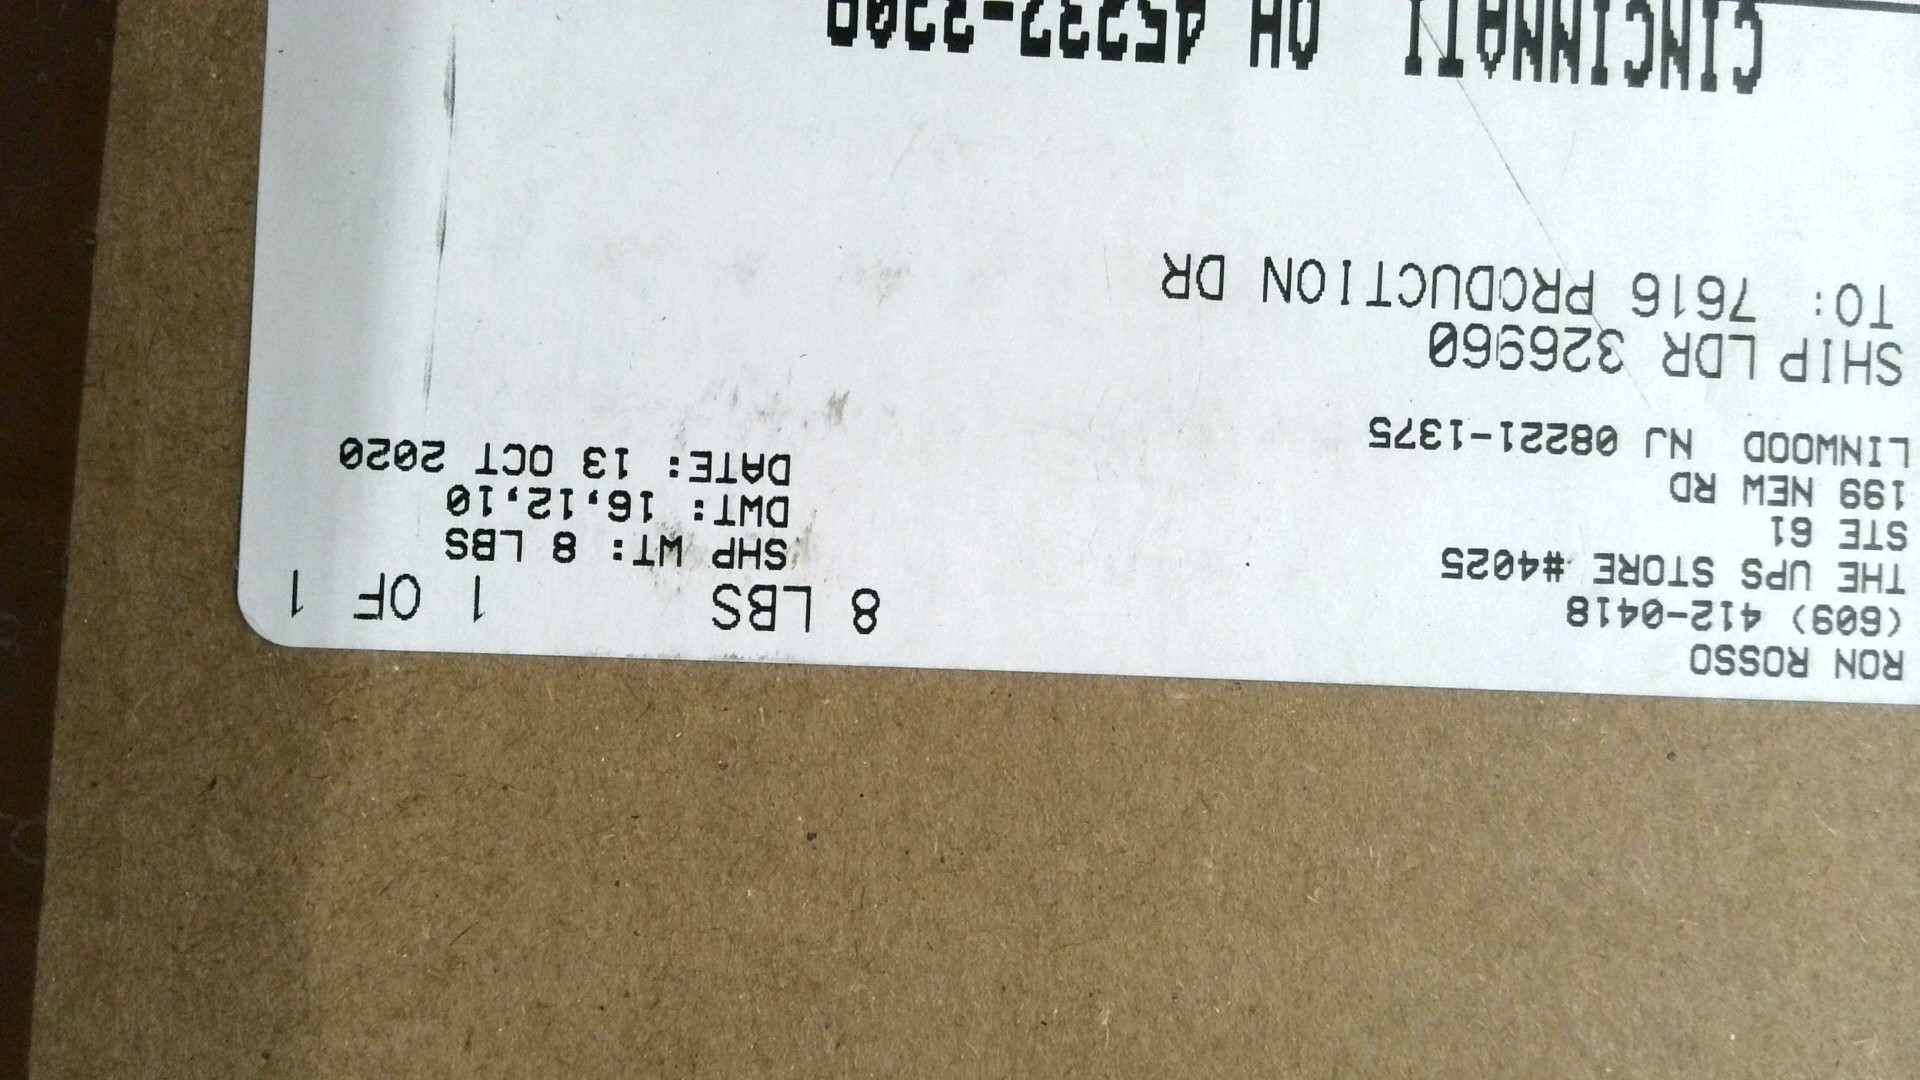 RON ROSSO
(609) 412-0418
THE UPS STORE #4025
STE 61
199 NEW RD
LINWOOD NJ 08221-1375
8 LBS 1 OF 1
SHP WT: 8 LBS
DWT: 16,12,10
DATE: 13 OCT 2020
SHIP LDR 326960
TO: 7616 PRODUCTION DR
CINCINNATI OH